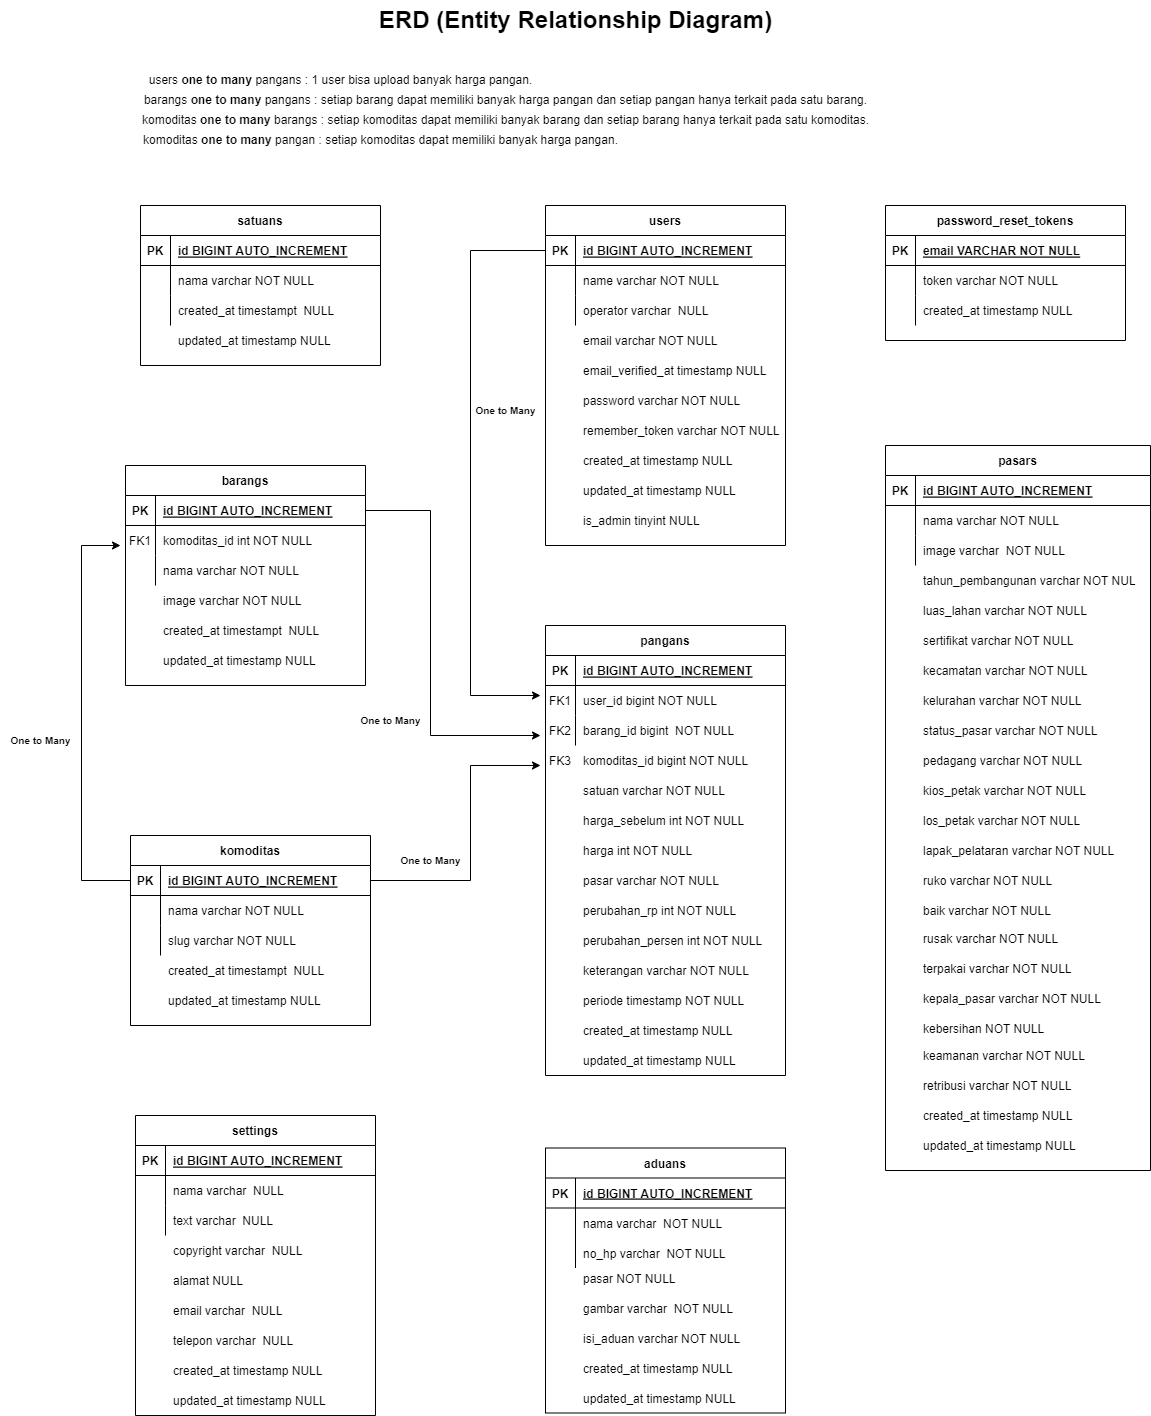 ERD (Entity Relationship Diagram)
users one to many pangans : 1 user bisa upload banyak harga pangan.
barangs one to many pangans : setiap barang dapat memiliki banyak harga pangan dan setiap pangan hanya terkait pada satu barang.
komoditas one to many barangs : setiap komoditas dapat memiliki banyak barang dan setiap barang hanya terkait pada satu komoditas.
komoditas one to many pangan : setiap komoditas dapat memiliki banyak harga pangan.
satuans
PK id BIGINT AUTO_INCREMENT
nama varchar NOT NULL
created_at timestampt NULL
updated_at timestamp NULL
users
PK id BIGINT AUTO_INCREMENT
name varchar NOT NULL
operator varchar NULL
email varchar NOT NULL
email_verified_at timestamp NULL
password varchar NOT NULL
remember_token varchar NOT NULL
created_at timestamp NULL
updated_at timestamp NULL
is_admin tinyint NULL
password_reset_tokens
PK email VARCHAR NOT NULL
token varchar NOT NULL
created_at timestamp NULL
One to Many
barangs
PK id BIGINT AUTO_INCREMENT
FK1 komoditas_id int NOT NULL
nama varchar NOT NULL
image varchar NOT NULL
created_at timestampt NULL
updated_at timestamp NULL
pasars
PK id BIGINT AUTO_INCREMENT
nama varchar NOT NULL
image varchar NOT NULL
tahun_pembangunan varchar NOT NUL
luas_lahan varchar NOT NULL
sertifikat varchar NOT NULL
kecamatan varchar NOT NULL
kelurahan varchar NOT NULL
status_pasar varchar NOT NULL
pedagang varchar NOT NULL
kios_petak varchar NOT NULL
los_petak varchar NOT NULL
lapak_pelataran varchar NOT NULL
ruko varchar NOT NULL
baik varchar NOT NULL
rusak varchar NOT NULL
terpakai varchar NOT NULL
kepala_pasar varchar NOT NULL
kebersihan NOT NULL
keamanan varchar NOT NULL
retribusi varchar NOT NULL
created_at timestamp NULL
updated_at timestamp NULL
pangans
PK id BIGINT AUTO_INCREMENT
FK1 user_id bigint NOT NULL
FK2 barang_id bigint NOT NULL
FK3 komoditas_id bigint NOT NULL
satuan varchar NOT NULL
harga_sebelum int NOT NULL
harga int NOT NULL
pasar varchar NOT NULL
perubahan_rp int NOT NULL
perubahan_persen int NOT NULL
keterangan varchar NOT NULL
periode timestamp NOT NULL
created_at timestamp NULL
updated_at timestamp NULL
One to Many
One to Many
komoditas
PK id BIGINT AUTO_INCREMENT
nama varchar NOT NULL
slug varchar NOT NULL
created_at timestampt NULL
updated_at timestamp NULL
One to Many
settings
PK id BIGINT AUTO_INCREMENT
nama varchar NULL
text varchar NULL
copyright varchar NULL
alamat NULL
email varchar NULL
telepon varchar NULL
created_at timestamp NULL
updated_at timestamp NULL
aduans
PK id BIGINT AUTO_INCREMENT
nama varchar NOT NULL
no_hp varchar NOT NULL
pasar NOT NULL
gambar varchar NOT NULL
isi_aduan varchar NOT NULL
created_at timestamp NULL
updated_at timestamp NULL